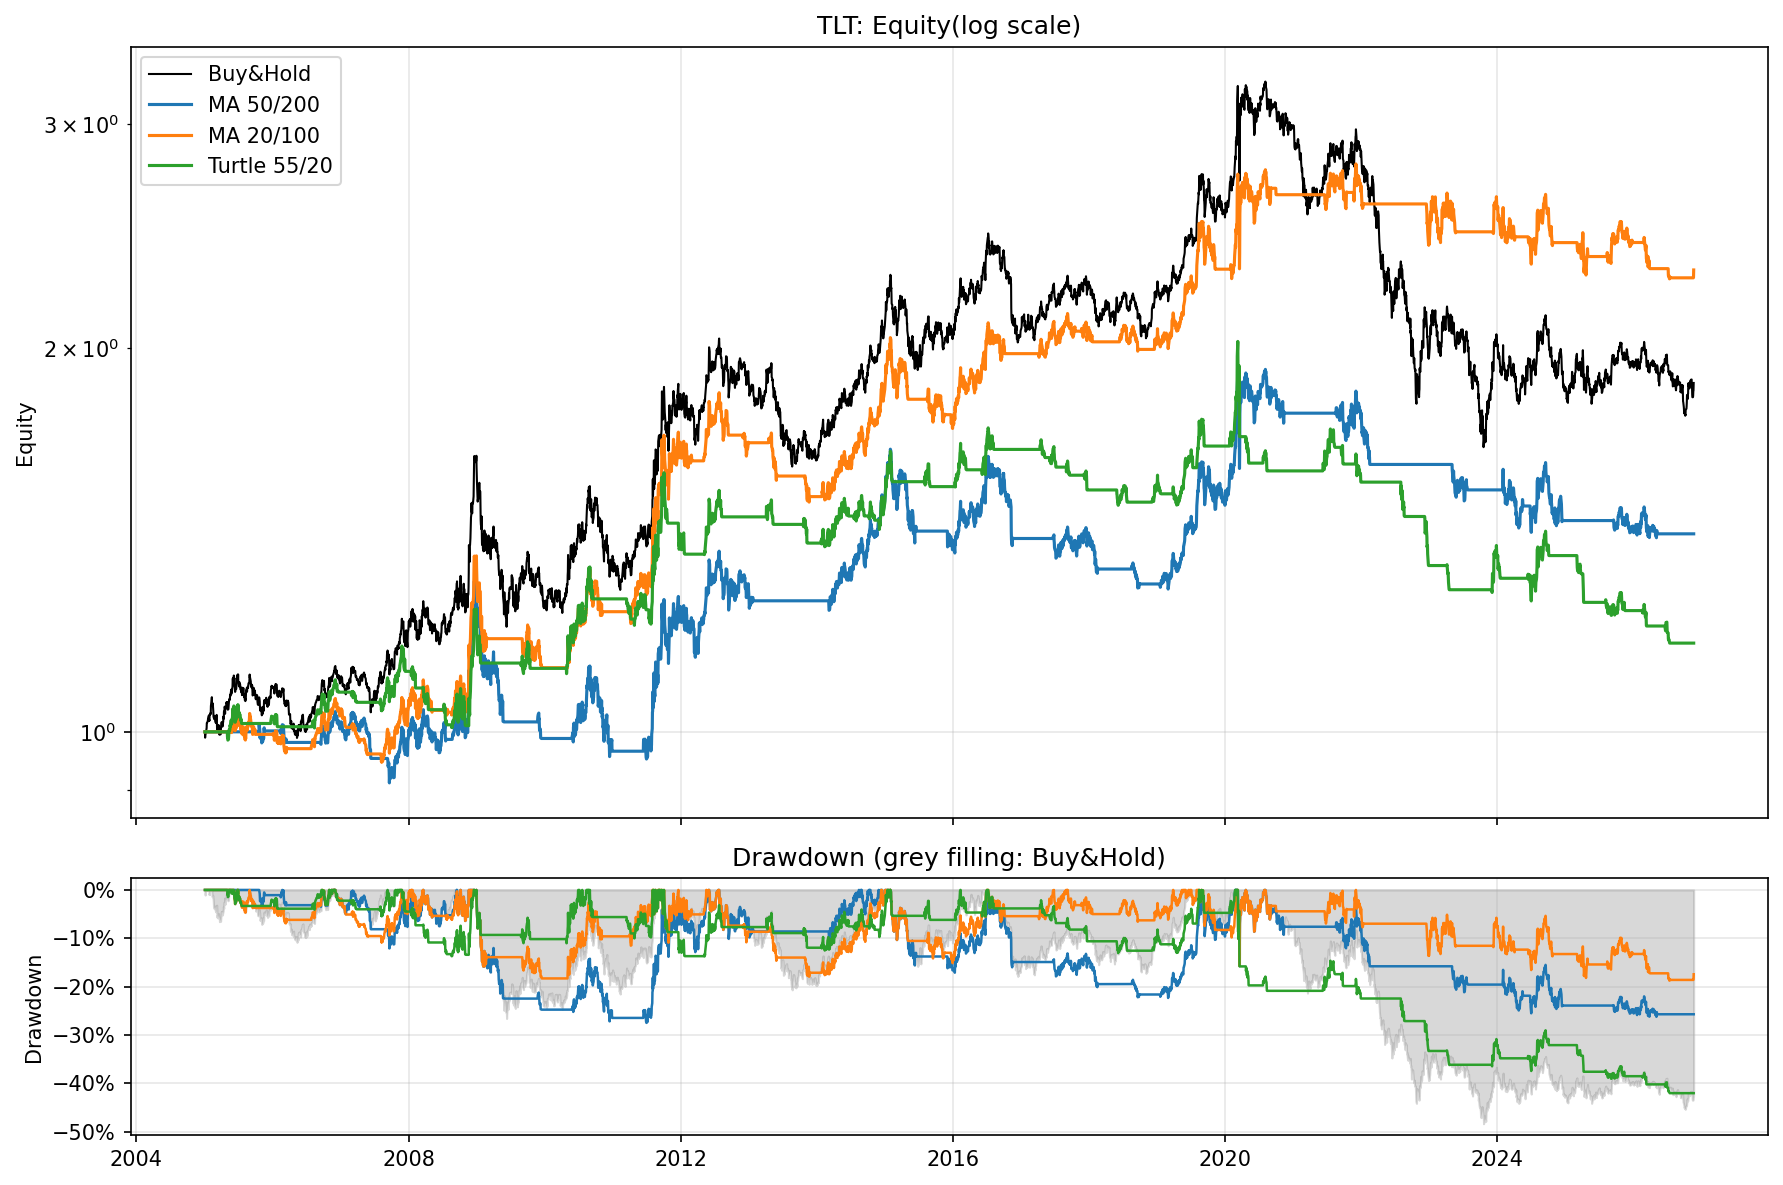 TLT: Equity(log scale)
Buy&Hold
MA 50/200
MA 20/100
Turtle 55/20
3 × 10⁰
2 × 10⁰
10⁰
Equity
Drawdown (grey filling: Buy&Hold)
0%
−10%
−20%
−30%
−40%
−50%
Drawdown
2004 2008 2012 2016 2020 2024